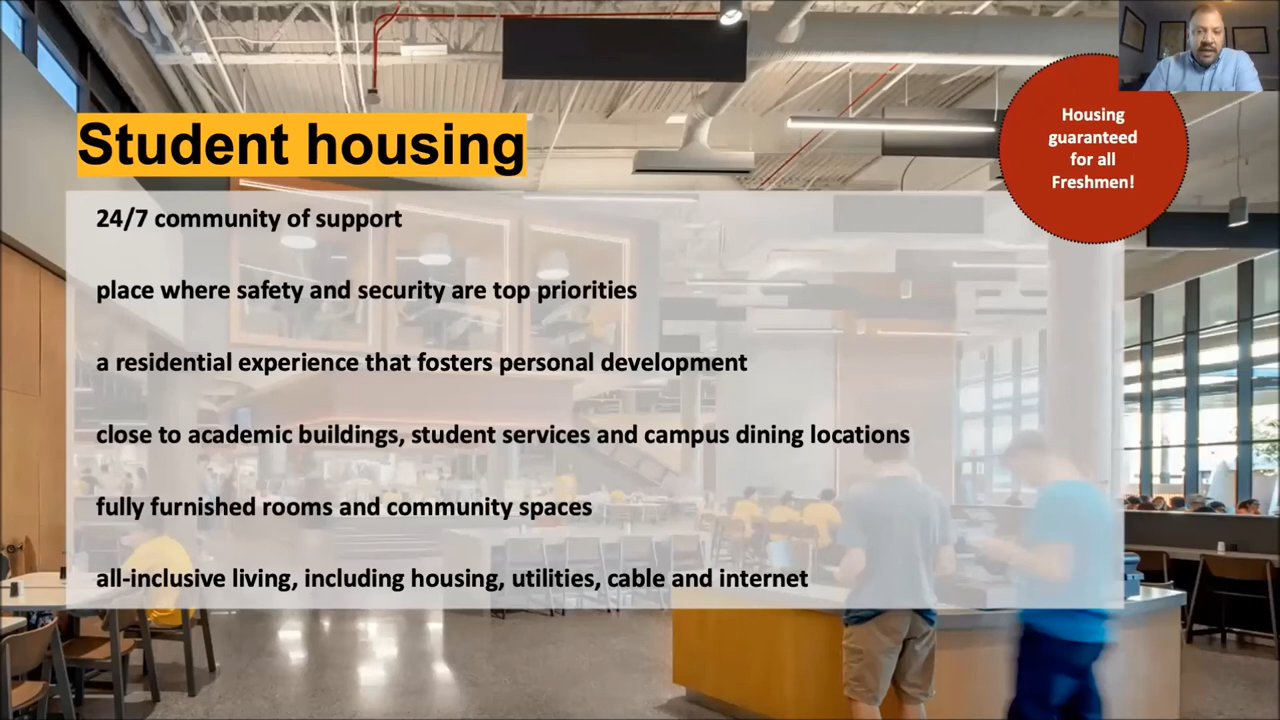 Student housing
Housing
guaranteed
for all
Freshmen!
24/7 community of support
place where safety and security are top priorities
a residential experience that fosters personal development
close to academic buildings, student services and campus dining locations
fully furnished rooms and community spaces
all-inclusive living, including housing, utilities, cable and internet